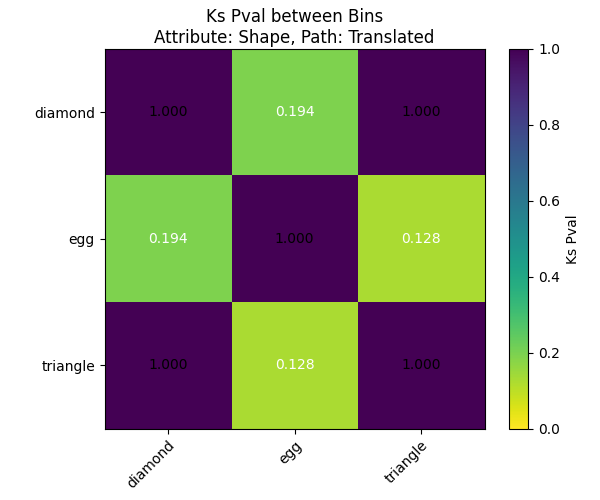 Ks Pval between Bins
Attribute: Shape, Path: Translated
diamond
1.000
0.194
1.000
egg
0.194
1.000
0.128
triangle
1.000
0.128
1.000
diamond
egg
triangle
1.0
0.8
0.6
0.4
0.2
0.0
Ks Pval